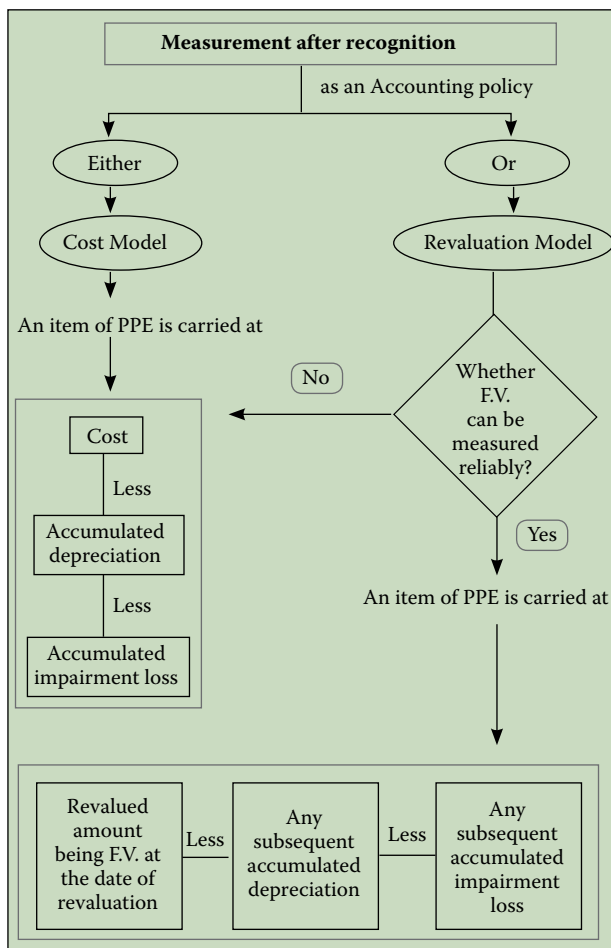 Measurement after recognition
as an Accounting policy
Either
Or
Cost Model
Revaluation Model
An item of PPE is carried at
No
Whether
F.V.
can be
measured
reliably?
Cost
Less
Accumulated
depreciation
Less
Accumulated
impairment loss
Yes
An item of PPE is carried at
Revalued
amount
being F.V. at
the date of
revaluation
Less
Any
subsequent
accumulated
depreciation
Less
Any
subsequent
accumulated
impairment
loss